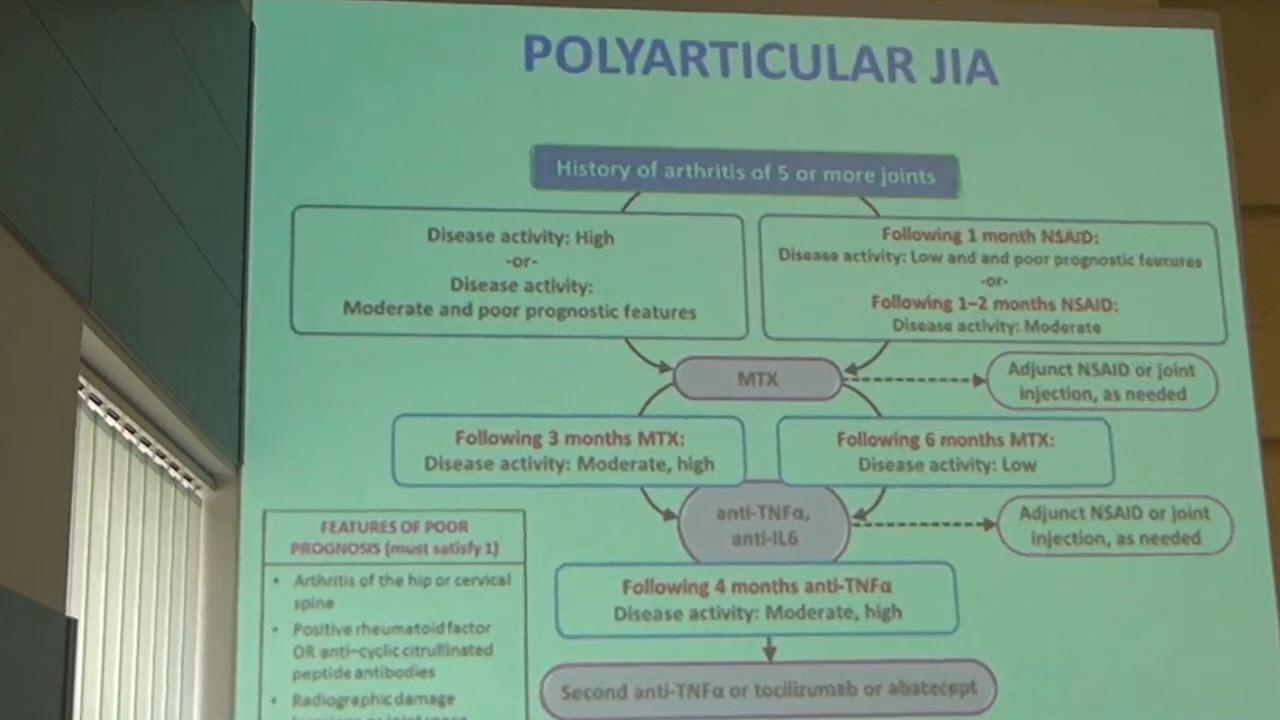 POLYARTICULAR JIA
History of arthritis of 5 or more joints
Disease activity: High
-or-
Disease activity:
Moderate and poor prognostic features
Following 1 month NSAID:
Disease activity: Low and and poor prognostic features
-or-
Following 1–2 months NSAID:
Disease activity: Moderate
MTX
Adjunct NSAID or joint
injection, as needed
Following 3 months MTX:
Disease activity: Moderate, high
Following 6 months MTX:
Disease activity: Low
anti-TNFα,
anti-IL6
Adjunct NSAID or joint
injection, as needed
Following 4 months anti-TNFα
Disease activity: Moderate, high
Second anti-TNFα or tocilizumab or abatecept
FEATURES OF POOR
PROGNOSIS (must satisfy 1)
• Arthritis of the hip or cervical
spine
• Positive rheumatoid factor
OR anti-cyclic citrullinated
peptide antibodies
• Radiographic damage